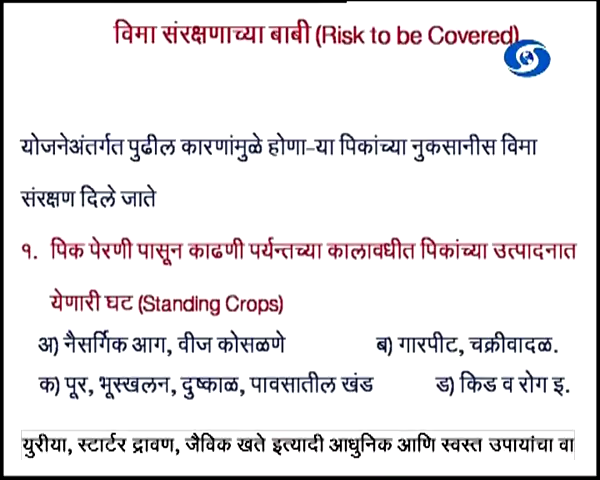 विमा संरक्षणाच्या बाबी (Risk to be Covered)
योजनेअंतर्गत पुढील कारणांमुळे होणा-या पिकांच्या नुकसानीस विमा
संरक्षण दिले जाते
१. पिक पेरणी पासून काढणी पर्यन्तच्या कालावधीत पिकांच्या उत्पादनात
येणारी घट (Standing Crops)
अ) नैसर्गिक आग, वीज कोसळणे ब) गारपीट, चक्रीवादळ.
क) पूर, भूस्खलन, दुष्काळ, पावसातील खंड ड) किड व रोग इ.
युरीया, स्टार्टर द्रावण, जैविक खते इत्यादी आधुनिक आणि स्वस्त उपायांचा वा